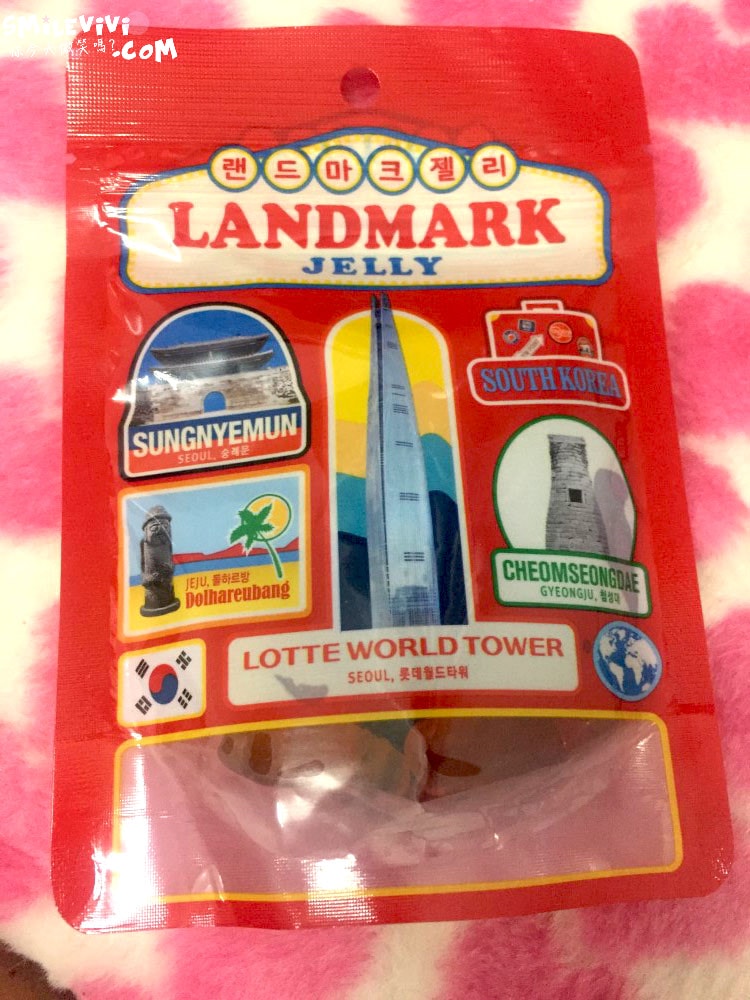 SMILEVIVI
.COM
랜드마크젤리
LANDMARK
JELLY
SUNGNYEMUN
SEOUL, 숭례문
SOUTH KOREA
JEJU, 돌하르방
Dolhareubang
CHEOMSEONGDAE
GYEONGJU, 첨성대
LOTTE WORLD TOWER
SEOUL, 롯데월드타워